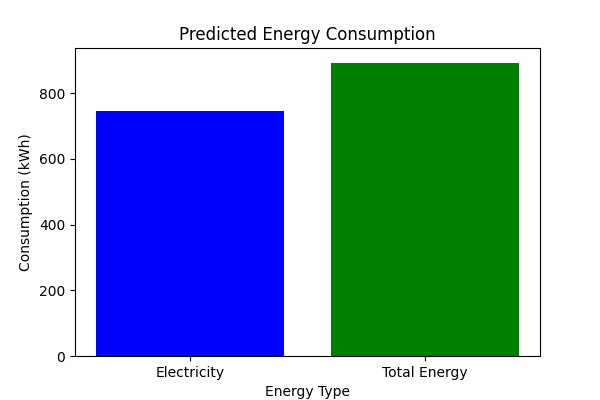 Predicted Energy Consumption
Consumption (kWh)
800
600
400
200
0
Electricity
Total Energy
Energy Type